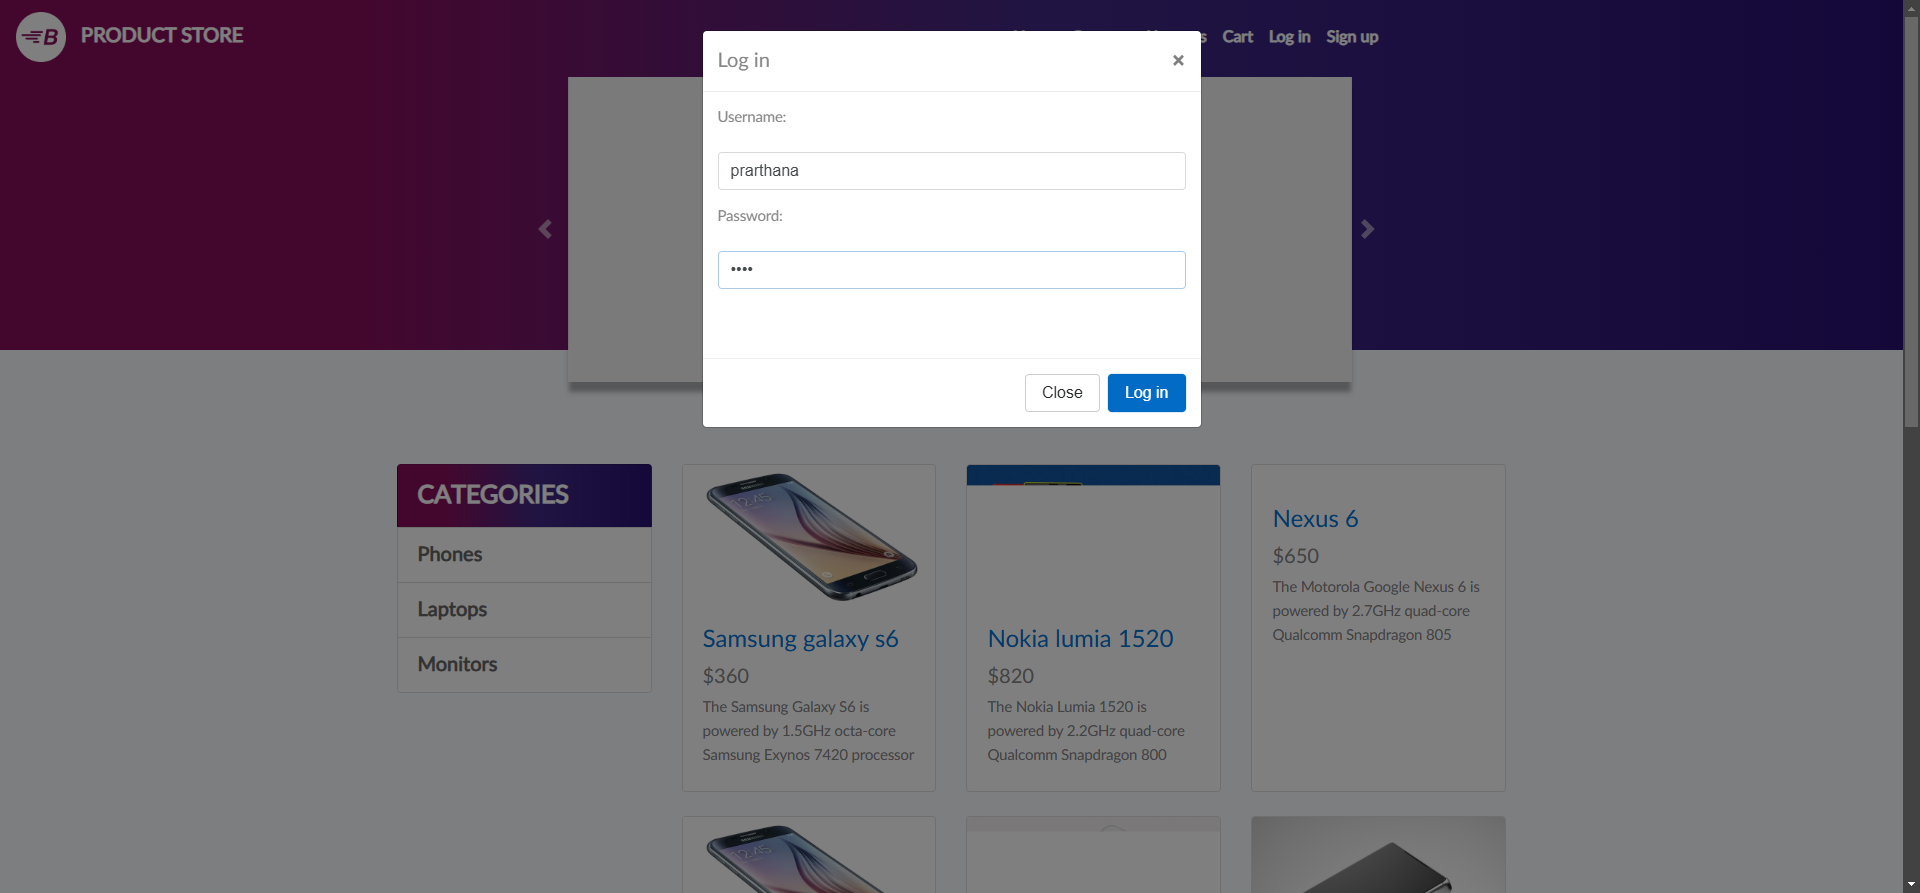 B PRODUCT STORE
Cart Log in Sign up
Log in ×
Username:
prarthana
Password:
••••
Close Log in
CATEGORIES
Phones
Laptops
Monitors
12:45
Samsung galaxy s6
$360
The Samsung Galaxy S6 is
powered by 1.5GHz octa-core
Samsung Exynos 7420 processor
Nokia lumia 1520
$820
The Nokia Lumia 1520 is
powered by 2.2GHz quad-core
Qualcomm Snapdragon 800
Nexus 6
$650
The Motorola Google Nexus 6 is
powered by 2.7GHz quad-core
Qualcomm Snapdragon 805